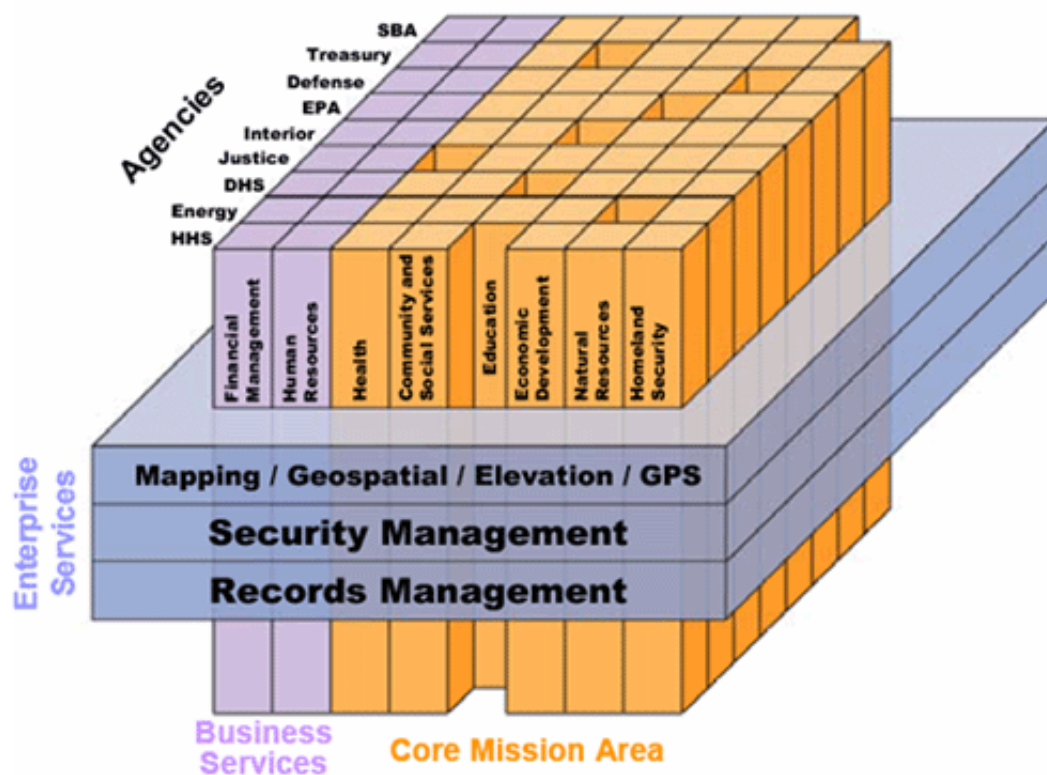 SBA
Treasury
Defense
EPA
Interior
Justice
DHS
Energy
HHS
Agencies
Financial
Management
Human
Resources
Health
Community and
Social Services
Education
Economic
Development
Natural
Resources
Homeland
Security
Enterprise
Services
Mapping / Geospatial / Elevation / GPS
Security Management
Records Management
Business
Services
Core Mission Area